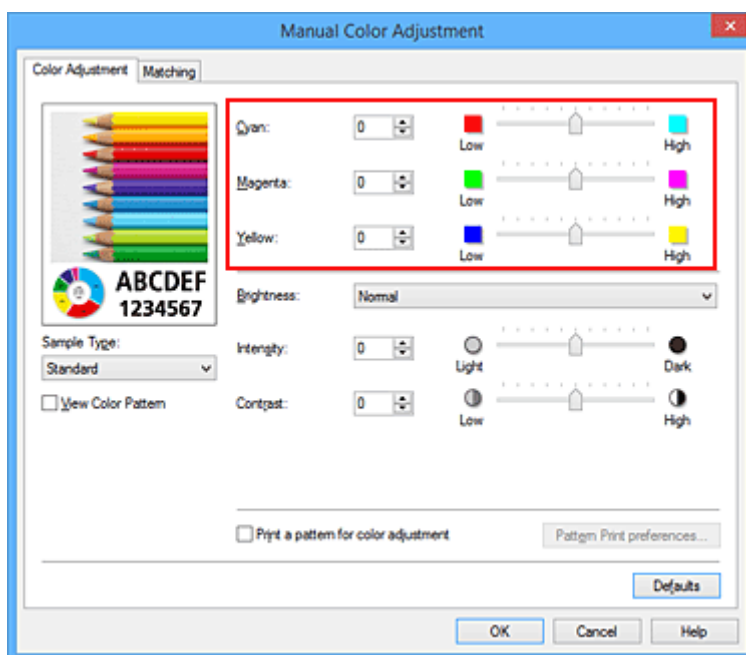 Manual Color Adjustment
Color Adjustment Matching
Cyan: 0 Low High
Magenta: 0 Low High
Yellow: 0 Low High
ABCDEF
1234567
Brightness: Normal
Sample Type:
Standard
Intensity: 0 Light Dark
View Color Pattern
Contrast: 0 Low High
Print a pattern for color adjustment Pattern Print preferences...
Defaults
OK Cancel Help